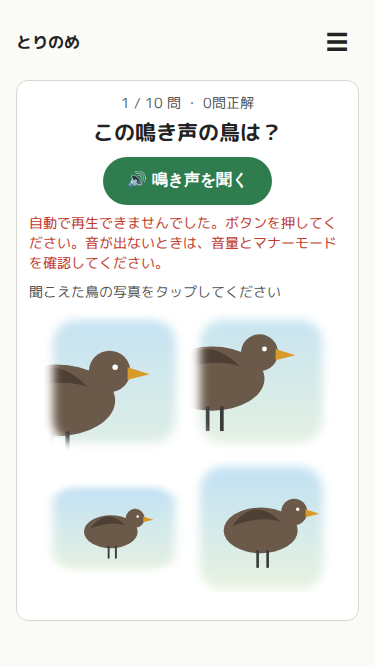 とりのめ
1 / 10 問 · 0問正解
この鳴き声の鳥は？
🔊 鳴き声を聞く
自動で再生できませんでした。ボタンを押してく
ださい。音が出ないときは、音量とマナーモード
を確認してください。
聞こえた鳥の写真をタップしてください